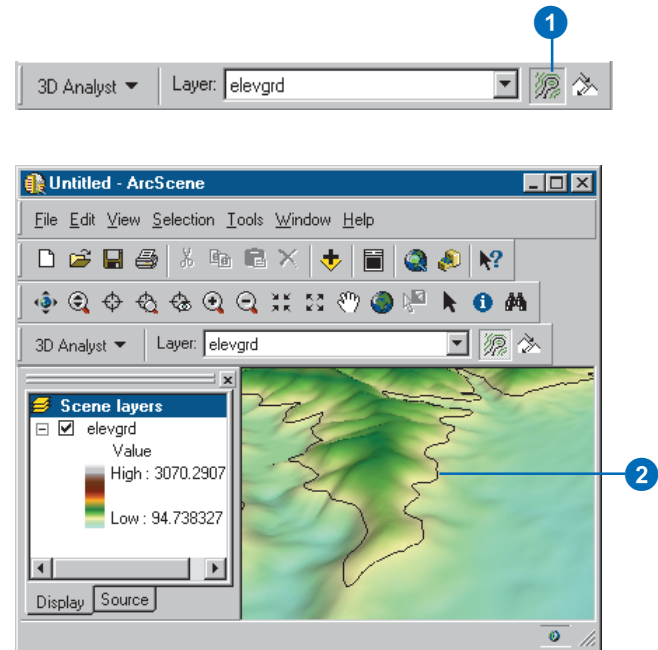 1
3D Analyst Layer: elevgrd
Untitled - ArcScene
File Edit View Selection Tools Window Help
3D Analyst Layer: elevgrd
Scene layers
elevgrd
Value
High : 3070.2907
Low : 94.738327
2
Display Source